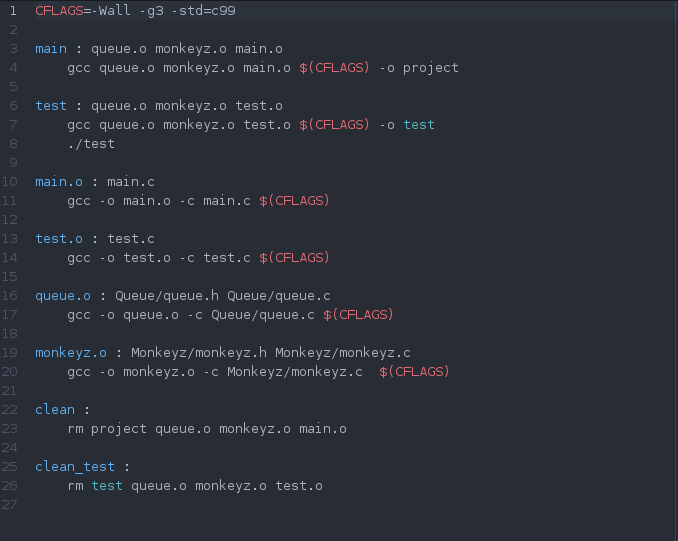 1 CFLAGS=-Wall -g3 -std=c99
2
3 main : queue.o monkeyz.o main.o
4     gcc queue.o monkeyz.o main.o $(CFLAGS) -o project
5
6 test : queue.o monkeyz.o test.o
7     gcc queue.o monkeyz.o test.o $(CFLAGS) -o test
8     ./test
9
10 main.o : main.c
11     gcc -o main.o -c main.c $(CFLAGS)
12
13 test.o : test.c
14     gcc -o test.o -c test.c $(CFLAGS)
15
16 queue.o : Queue/queue.h Queue/queue.c
17     gcc -o queue.o -c Queue/queue.c $(CFLAGS)
18
19 monkeyz.o : Monkeyz/monkeyz.h Monkeyz/monkeyz.c
20     gcc -o monkeyz.o -c Monkeyz/monkeyz.c  $(CFLAGS)
21
22 clean :
23     rm project queue.o monkeyz.o main.o
24
25 clean_test :
26     rm test queue.o monkeyz.o test.o
27